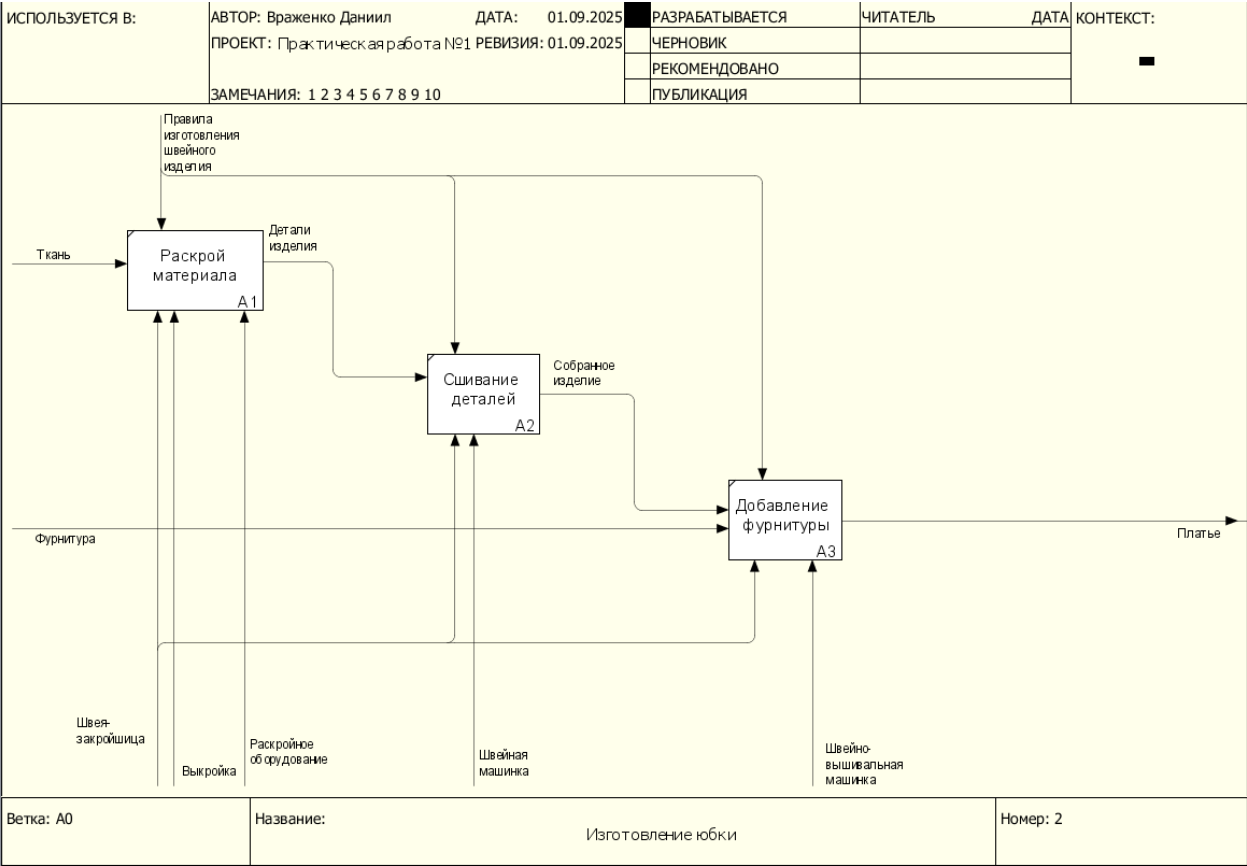 ИСПОЛЬЗУЕТСЯ В:
АВТОР: Враженко Даниил
ДАТА: 01.09.2025
ПРОЕКТ: Практическая работа №1
РЕВИЗИЯ: 01.09.2025
ЗАМЕЧАНИЯ: 1 2 3 4 5 6 7 8 9 10
РАЗРАБАТЫВАЕТСЯ
ЧЕРНОВИК
РЕКОМЕНДОВАНО
ПУБЛИКАЦИЯ
ЧИТАТЕЛЬ
ДАТА
КОНТЕКСТ:
Правила
изготовления
швейного
изделия
Ткань
Раскрой
материала
A1
Детали
изделия
Сшивание
деталей
A2
Собранное
изделие
Добавление
фурнитуры
A3
Фурнитура
Платье
Швея-
закройшица
Выкройка
Раскройное
оборудование
Швейная
машинка
Швейно-
вышивальная
машинка
Ветка: A0
Название:
Изготовление юбки
Номер: 2